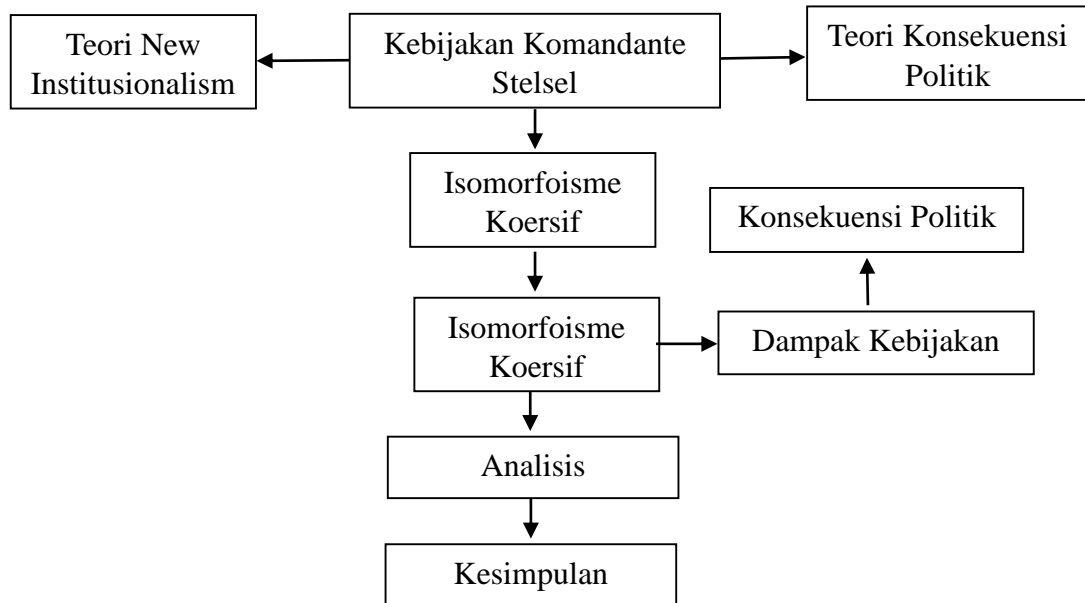 Teori New
Institusionalism
Kebijakan Komandante
Stelsel
Teori Konsekuensi
Politik
Isomorfoisme
Koersif
Konsekuensi Politik
Isomorfoisme
Koersif
Dampak Kebijakan
Analisis
Kesimpulan